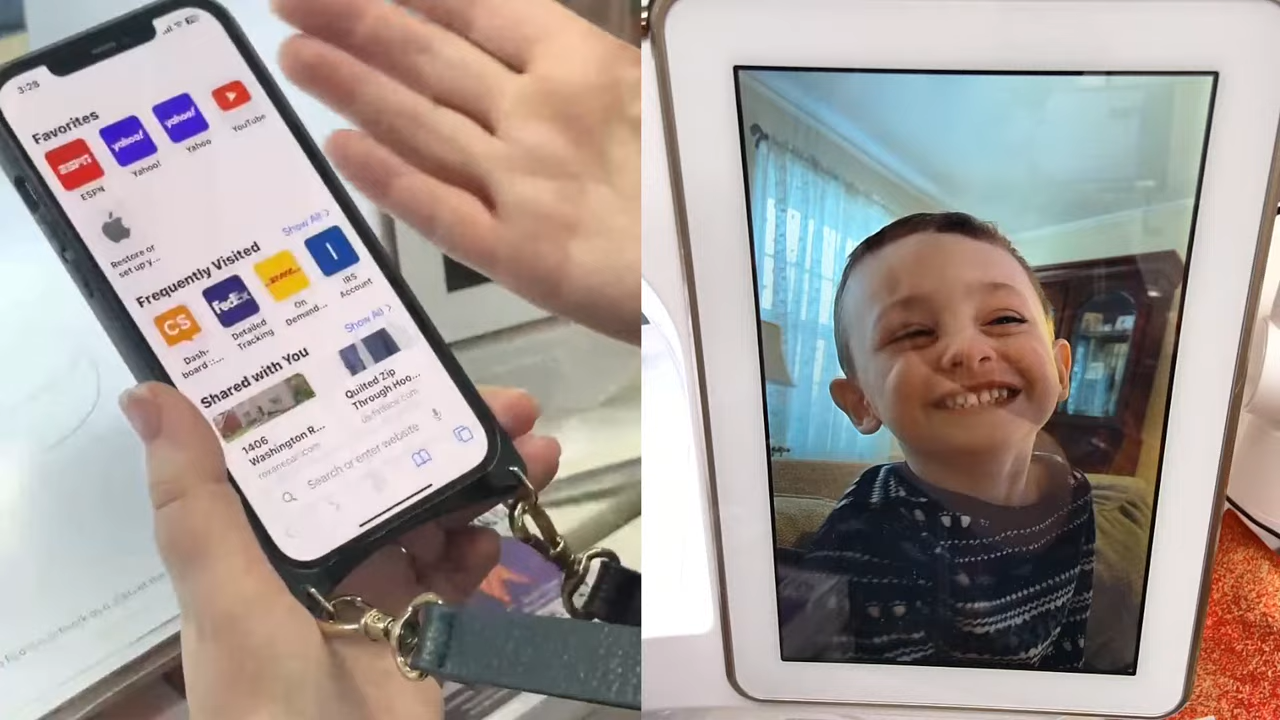 3:28
Favorites
ESPN
yahoo!
yahoo!
ESPN
Yahoo!
Yahoo
YouTube
Restore or
set up y...
Frequently Visited
Show All >
CS
FedEx
DHL
I
Dash-
board ::...
Detailed
Tracking
On
Demand...
IRS
Account
Shared with You
Show All >
1406
Washington R...
Quilted Zip
Through Hoo...
Search or enter website